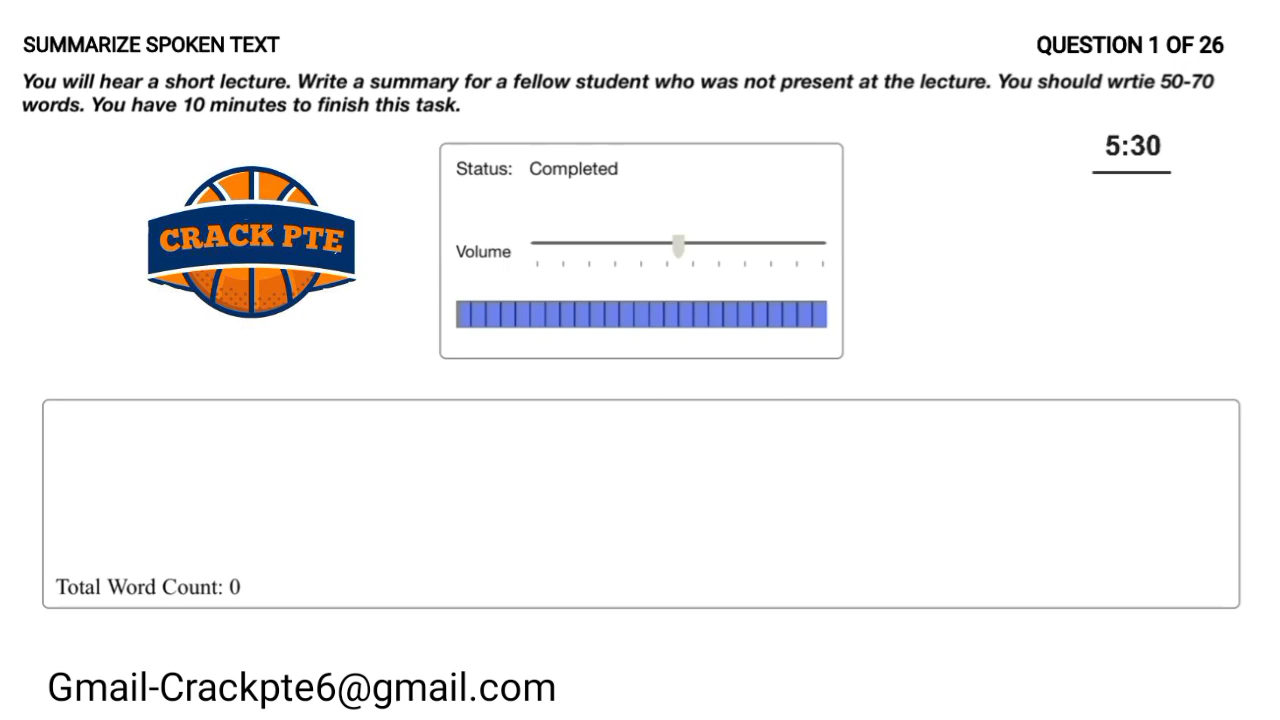 SUMMARIZE SPOKEN TEXT
QUESTION 1 OF 26
You will hear a short lecture. Write a summary for a fellow student who was not present at the lecture. You should wrtie 50-70
words. You have 10 minutes to finish this task.
5:30
Status: Completed
CRACK PTE
Volume
Total Word Count: 0
Gmail-Crackpte6@gmail.com